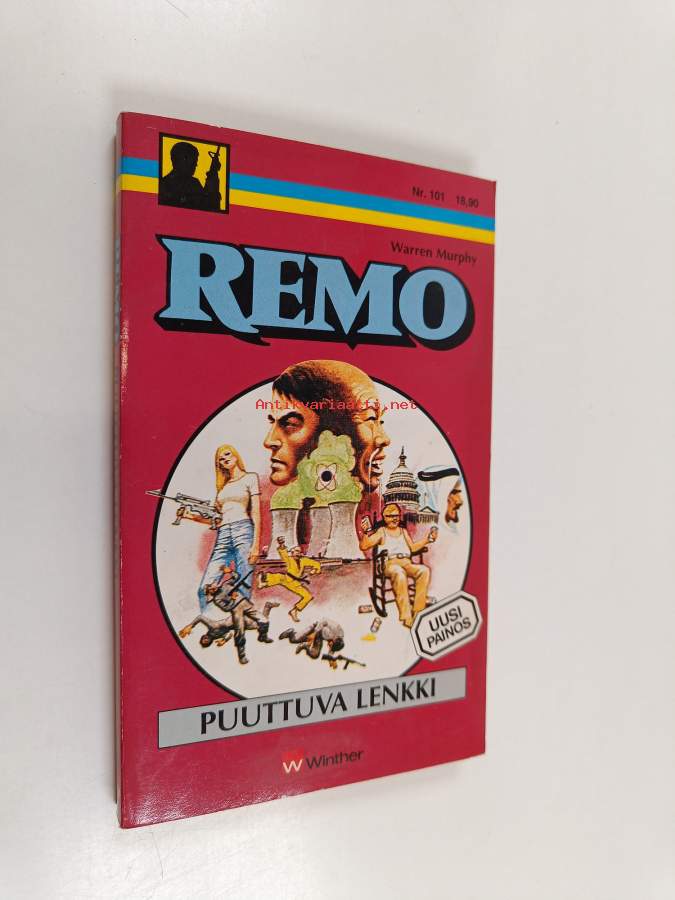 Nr. 101 18,90
Warren Murphy
REMO
Antikvariaatti.net
UUSI
PAINOS
PUUTTUVA LENKKI
W Winther